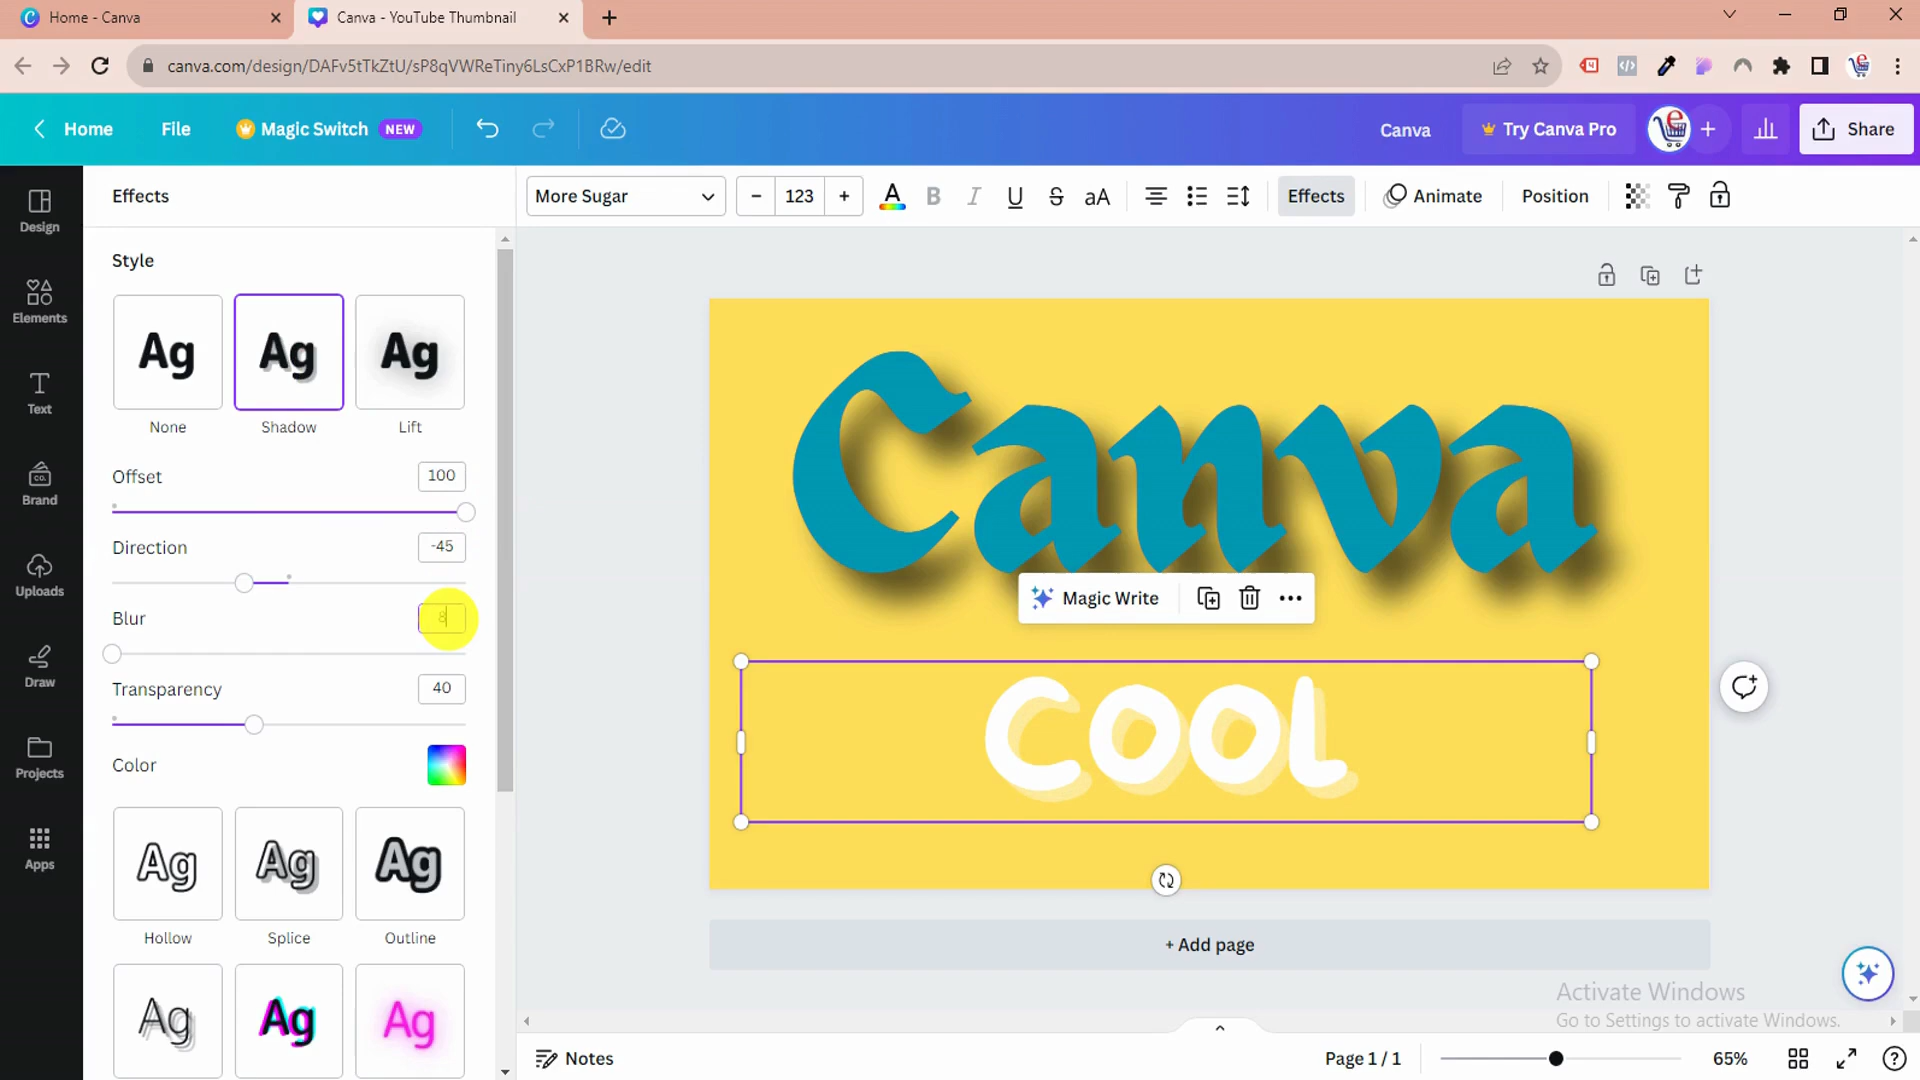 Home - Canva
Canva - YouTube Thumbnail
canva.com/design/DAFv5tTkZtU/sP8qVWReTiny6LsCxP1BRw/edit
Home
File
Magic Switch NEW
Canva
Try Canva Pro
Share
Effects
More Sugar
123
aA
Effects
Animate
Position
Design
Elements
Text
Brand
Uploads
Draw
Projects
Apps
Style
Ag
Ag
Ag
None
Shadow
Lift
Offset 100
Direction -45
Blur 8
Transparency 40
Color
Ag
Ag
Ag
Hollow
Splice
Outline
Ag
Ag
Ag
Canva
Magic Write
COOL
+ Add page
Activate Windows
Go to Settings to activate Windows.
Notes
Page 1 / 1
65%